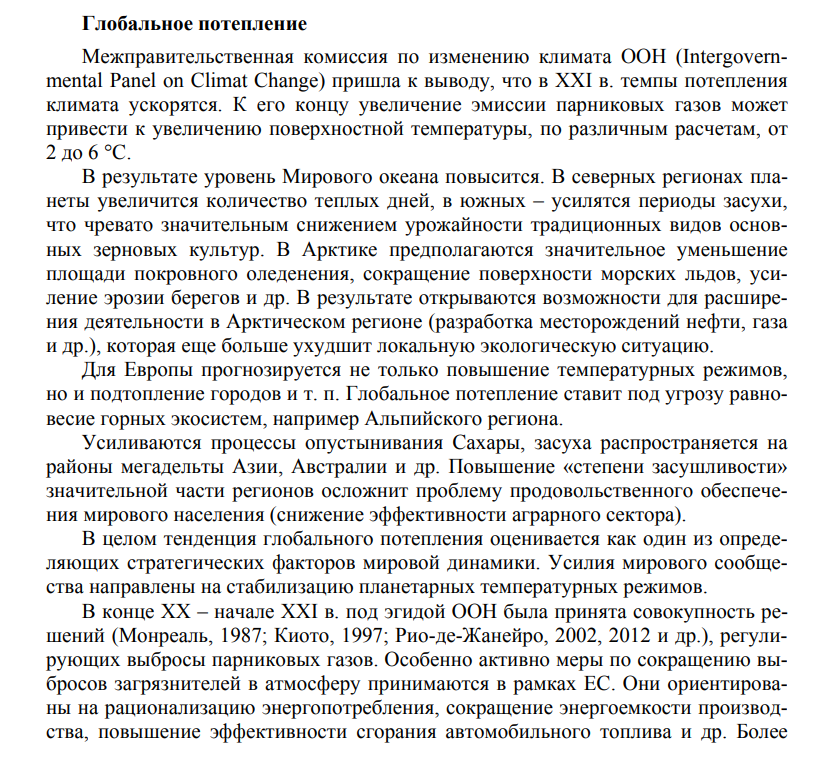 Глобальное потепление
Межправительственная комиссия по изменению климата ООН (Intergovern-
mental Panel on Climat Change) пришла к выводу, что в XXI в. темпы потепления
климата ускорятся. К его концу увеличение эмиссии парниковых газов может
привести к увеличению поверхностной температуры, по различным расчетам, от
2 до 6 °С.
В результате уровень Мирового океана повысится. В северных регионах пла-
неты увеличится количество теплых дней, в южных – усилятся периоды засухи,
что чревато значительным снижением урожайности традиционных видов основ-
ных зерновых культур. В Арктике предполагаются значительное уменьшение
площади покровного оледенения, сокращение поверхности морских льдов, уси-
ление эрозии берегов и др. В результате открываются возможности для расшире-
ния деятельности в Арктическом регионе (разработка месторождений нефти, газа
и др.), которая еще больше ухудшит локальную экологическую ситуацию.
Для Европы прогнозируется не только повышение температурных режимов,
но и подтопление городов и т. п. Глобальное потепление ставит под угрозу равно-
весие горных экосистем, например Альпийского региона.
Усиливаются процессы опустынивания Сахары, засуха распространяется на
районы мегадельты Азии, Австралии и др. Повышение «степени засушливости»
значительной части регионов осложнит проблему продовольственного обеспече-
ния мирового населения (снижение эффективности аграрного сектора).
В целом тенденция глобального потепления оценивается как один из опреде-
ляющих стратегических факторов мировой динамики. Усилия мирового сообще-
ства направлены на стабилизацию планетарных температурных режимов.
В конце XX – начале XXI в. под эгидой ООН была принята совокупность ре-
шений (Монреаль, 1987; Киото, 1997; Рио-де-Жанейро, 2002, 2012 и др.), регули-
рующих выбросы парниковых газов. Особенно активно меры по сокращению вы-
бросов загрязнителей в атмосферу принимаются в рамках ЕС. Они ориентирова-
ны на рационализацию энергопотребления, сокращение энергоемкости производ-
ства, повышение эффективности сгорания автомобильного топлива и др. Более